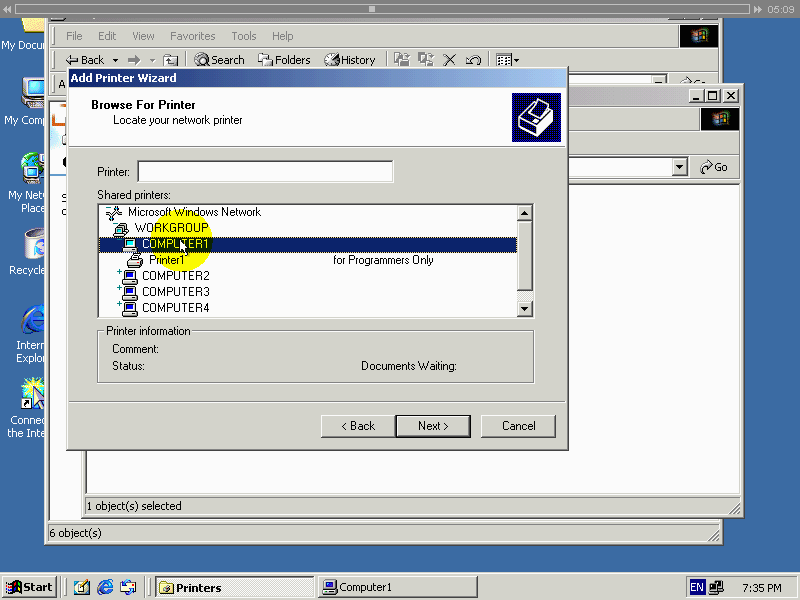 05:09
File Edit View Favorites Tools Help
My Docu
Back Search Folders History
Add Printer Wizard
Browse For Printer
Locate your network printer
My Comp
Printer:
Go
Shared printers:
My Net
Place
Microsoft Windows Network
WORKGROUP
COMPUTER1
Printer1 for Programmers Only
Recycle
COMPUTER2
COMPUTER3
COMPUTER4
Printer information
Comment:
Status: Documents Waiting:
Intern
Explo
Connec
the Inte
< Back Next > Cancel
1 object(s) selected
6 object(s)
Start Printers Computer1 EN 7:35 PM